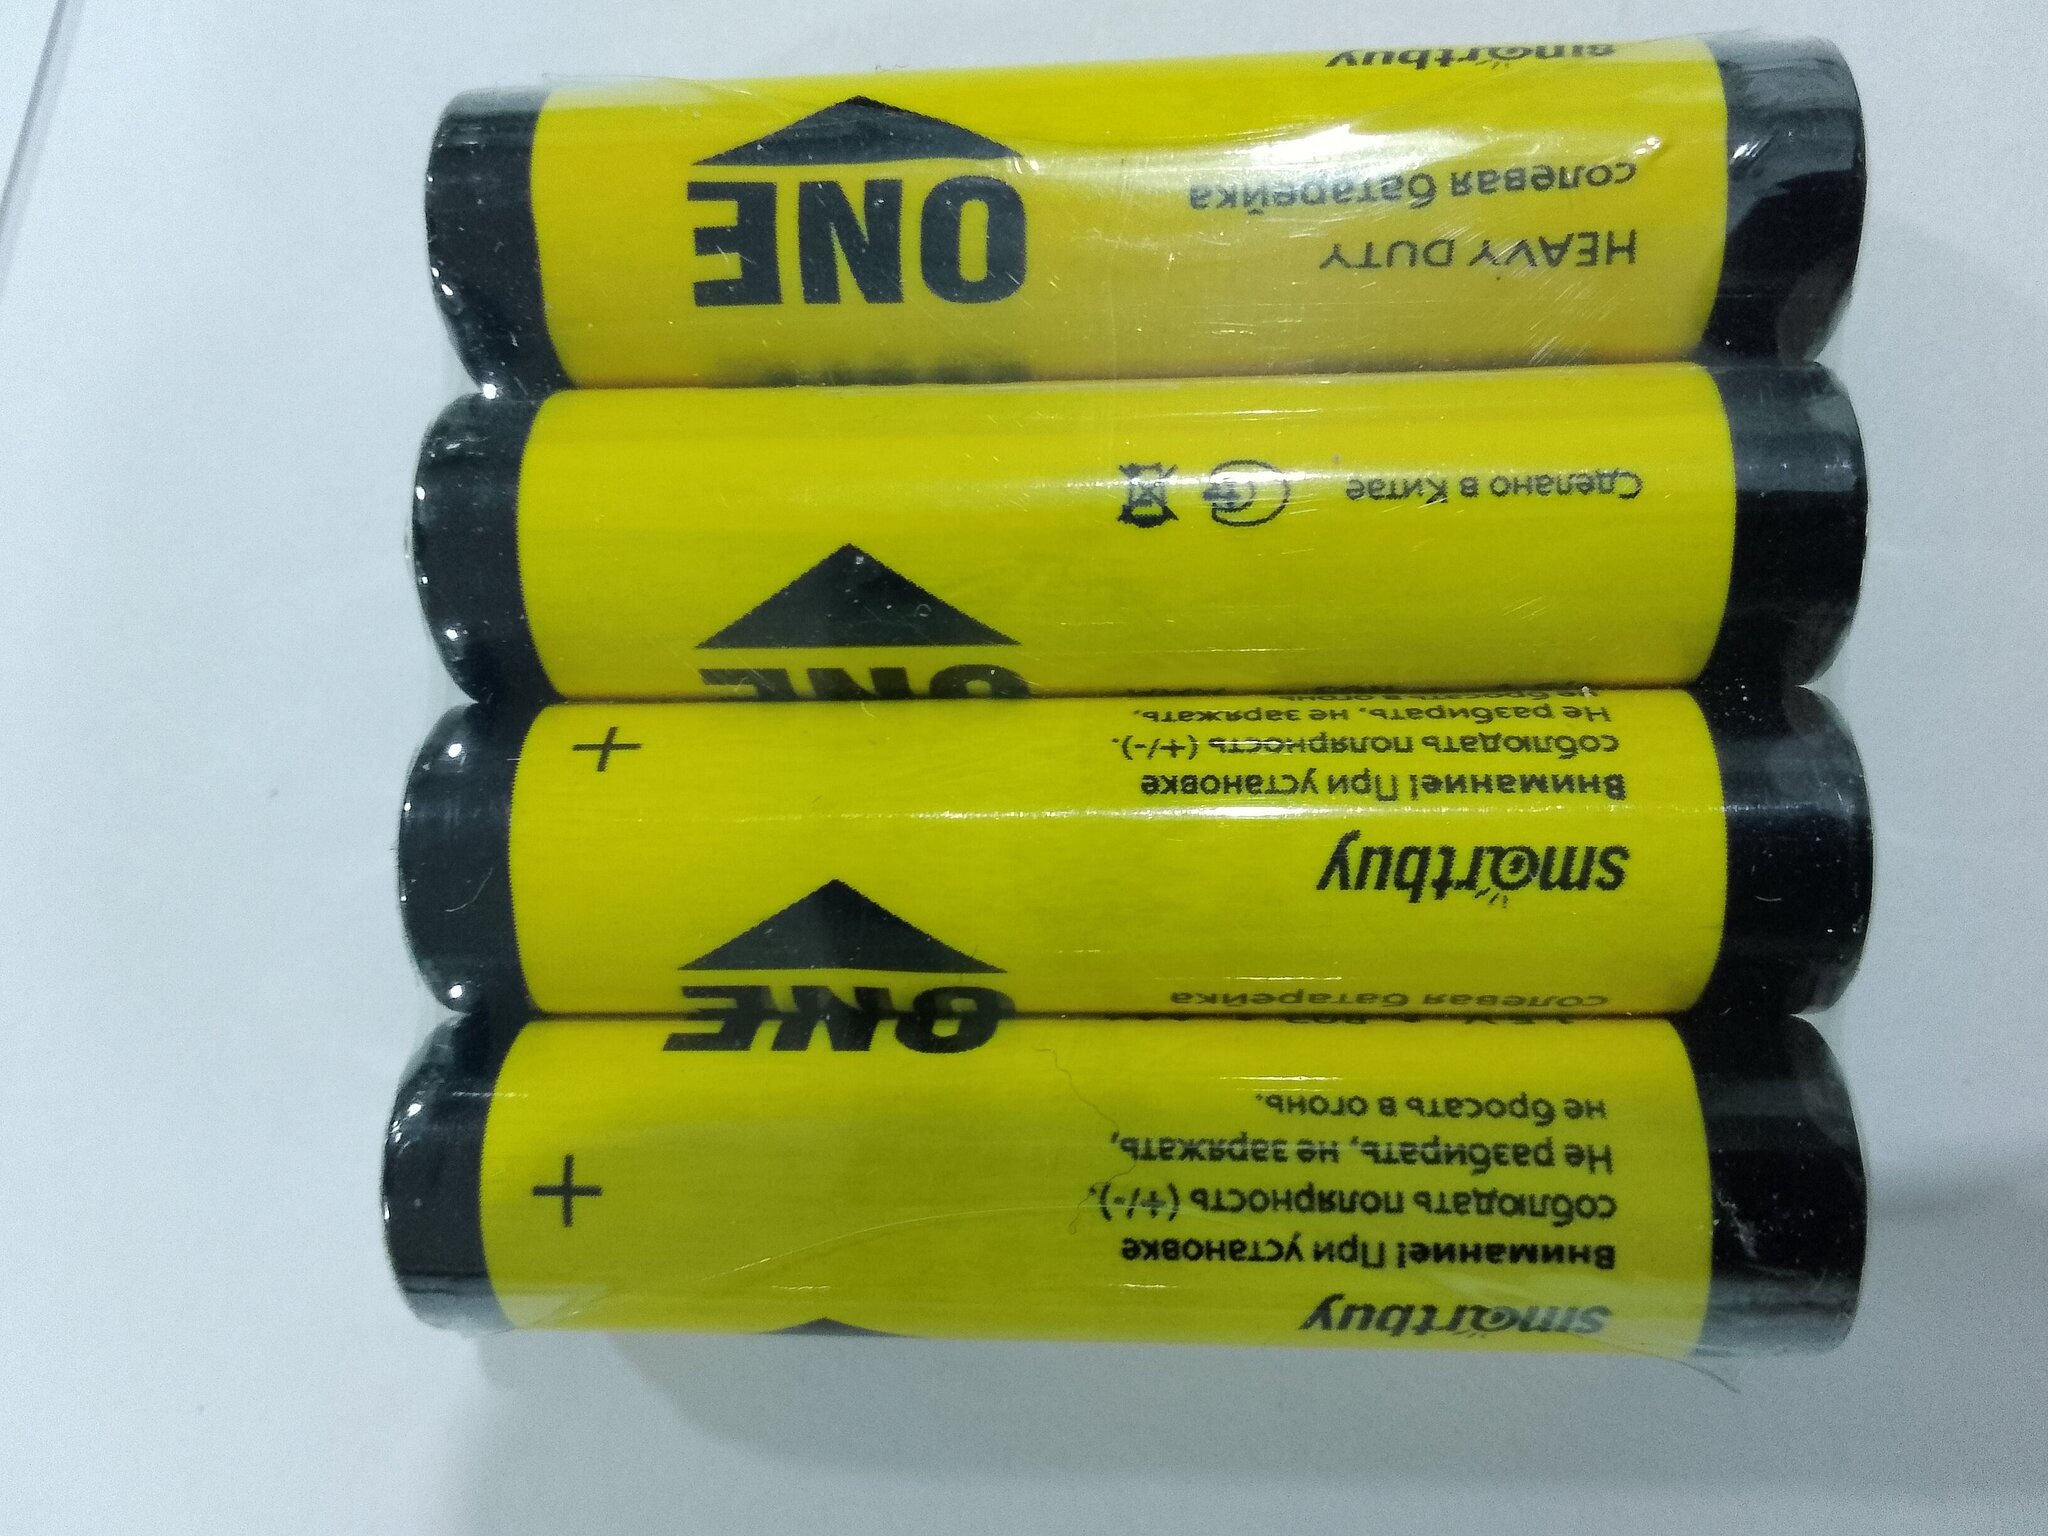 smartbuy
Внимание! При установке
соблюдать полярность (+/-).
Не разбирать, не заряжать,
не бросать в огонь.
+
солевая батарейка
ONE
smartbuy
Внимание! При установке
соблюдать полярность (+/-).
Не разбирать, не заряжать,
+
ONE
Сделано в Китае
HEAVY DUTY
солевая батарейка
ONE
smartbuy